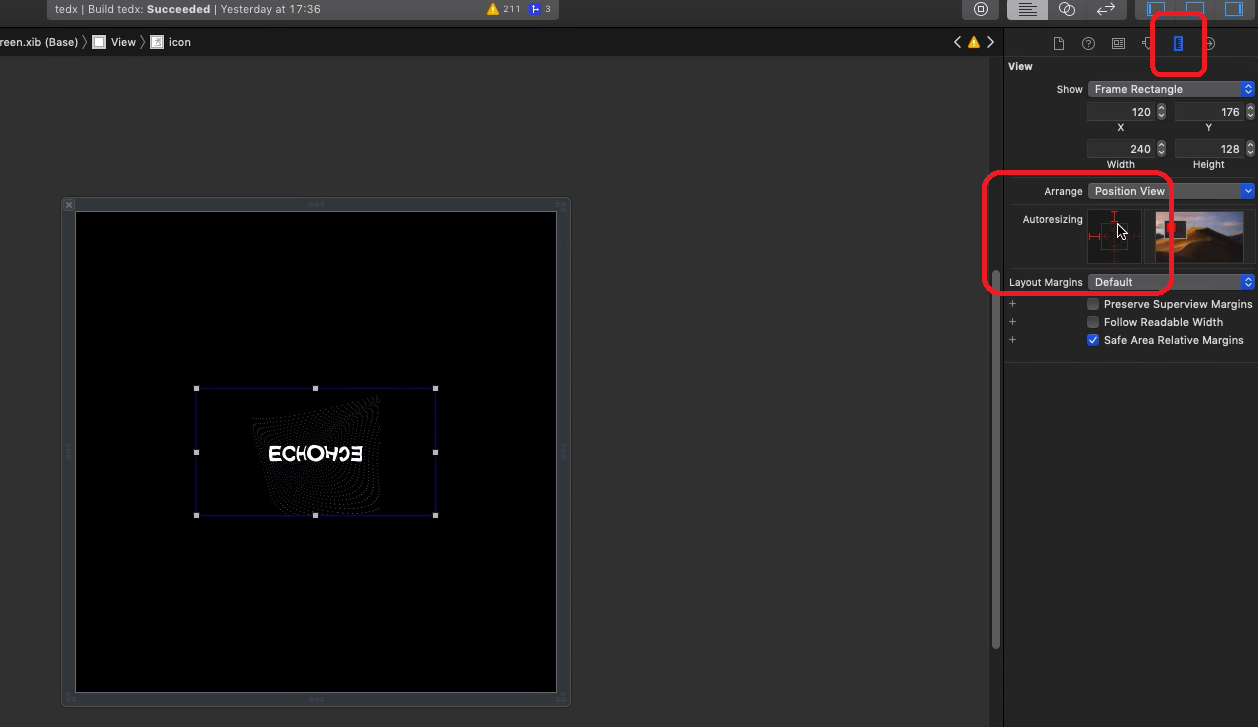 tedx | Build tedx: Succeeded | Yesterday at 17:36
211
3
reen.xib (Base)
View
icon
View
Show
Frame Rectangle
120
176
X
Y
240
128
Width
Height
Arrange
Position View
Autoresizing
Layout Margins
Default
Preserve Superview Margins
Follow Readable Width
Safe Area Relative Margins